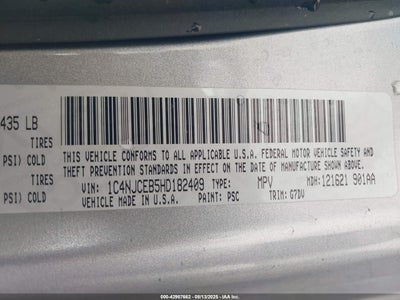 435 LB
TIRES
PSI) COLD
THIS VEHICLE CONFORMS TO ALL APPLICABLE U.S.A. FEDERAL MOTOR VEHICLE SAFETY AND
TIRES
THEFT PREVENTION STANDARDS IN EFFECT ON THE DATE OF MANUFACTURE SHOWN ABOVE.
PSI) COLD
VIN: 1C4NJCEB5HD182409 TYPE: MPV MDH: 121621 901AA
VEHICLE MADE IN U.S.A. PAINT: PSC TRIM: G7DV
000-42907662 - 08/13/2025 - IAA Inc.